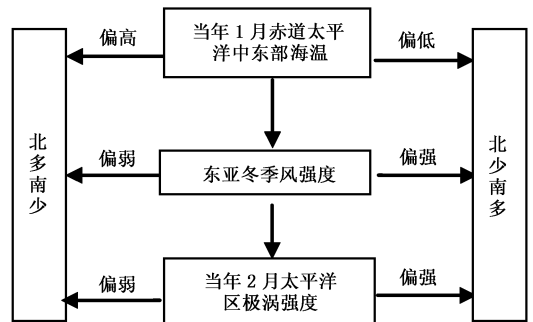 当年1月赤道太平
洋中东部海温
偏高
偏低
北多南少
东亚冬季风强度
偏弱
偏强
北少南多
当年2月太平洋
区极涡强度
偏弱
偏强